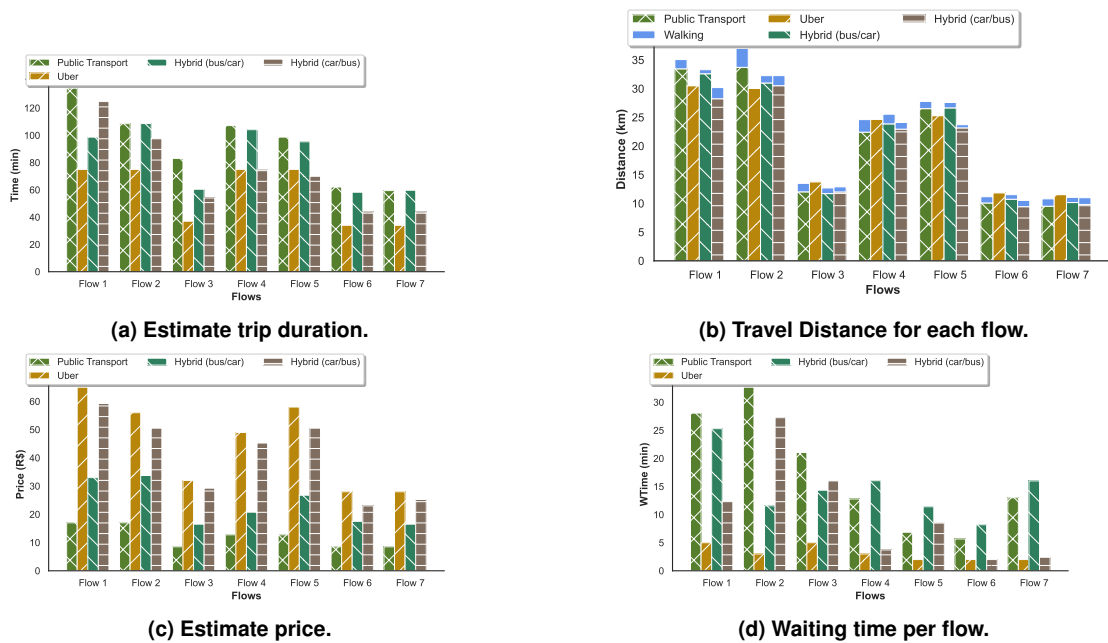 Public Transport
Uber
Hybrid (bus/car)
Hybrid (car/bus)
Time (min)
120
100
80
60
40
20
0
Flow 1 Flow 2 Flow 3 Flow 4 Flow 5 Flow 6 Flow 7
Flows
(a) Estimate trip duration.
Public Transport
Walking
Uber
Hybrid (bus/car)
Hybrid (car/bus)
Distance (km)
35
30
25
20
15
10
5
0
Flow 1 Flow 2 Flow 3 Flow 4 Flow 5 Flow 6 Flow 7
Flows
(b) Travel Distance for each flow.
Public Transport
Uber
Hybrid (bus/car)
Hybrid (car/bus)
Price (R$)
60
50
40
30
20
10
0
Flow 1 Flow 2 Flow 3 Flow 4 Flow 5 Flow 6 Flow 7
Flows
(c) Estimate price.
Public Transport
Uber
Hybrid (bus/car)
Hybrid (car/bus)
WTime (min)
30
25
20
15
10
5
0
Flow 1 Flow 2 Flow 3 Flow 4 Flow 5 Flow 6 Flow 7
Flows
(d) Waiting time per flow.